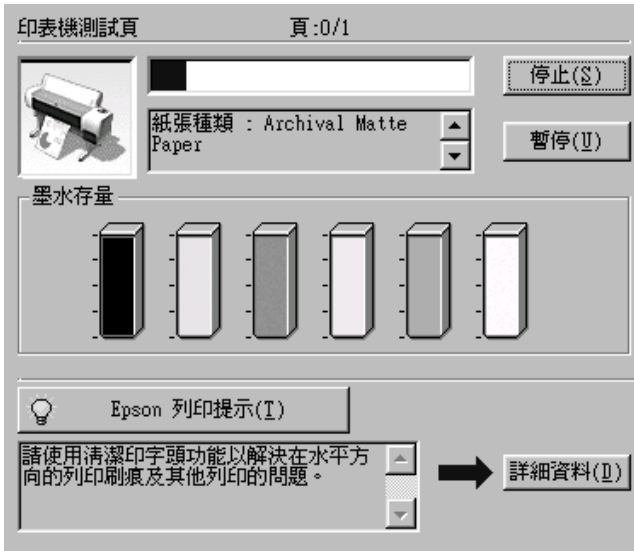 印表機測試頁 頁:0/1
停止(S)
紙張種類 : Archival Matte
Paper
暫停(U)
墨水存量
Epson 列印提示(T)
請使用清潔印字頭功能以解決在水平方
向的列印刷痕及其他列印的問題。
詳細資料(D)